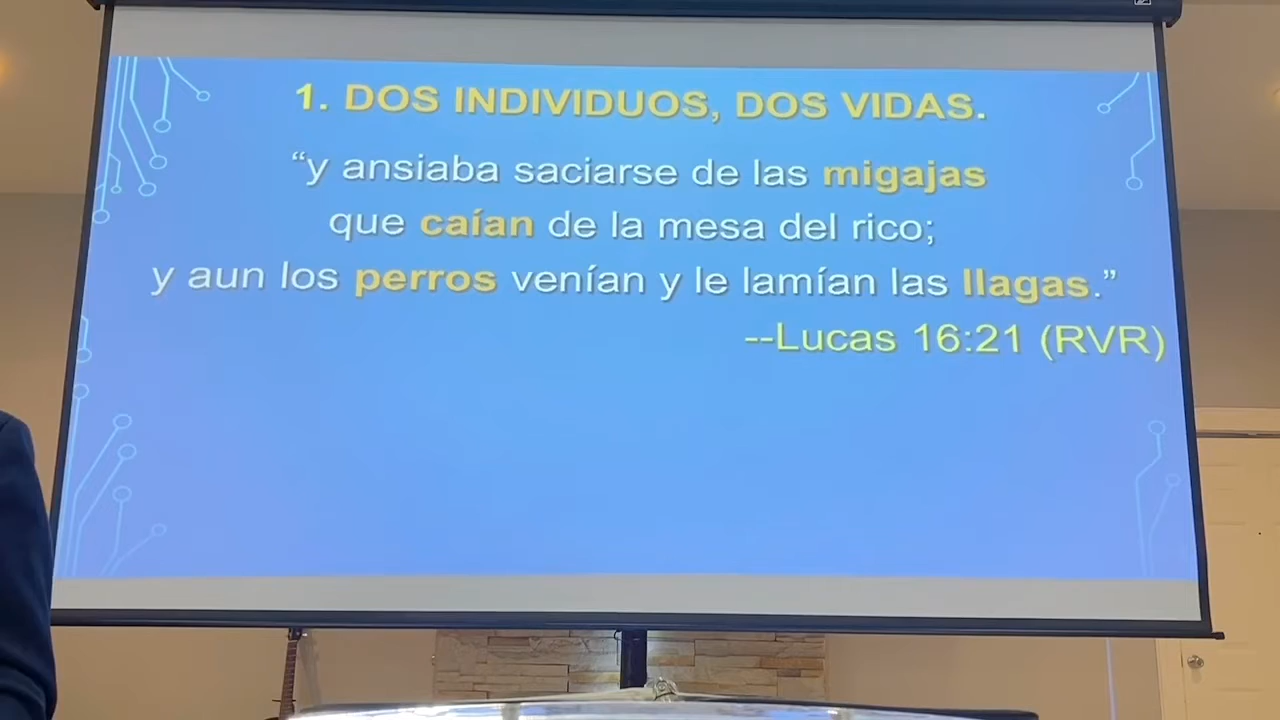 1. DOS INDIVIDUOS, DOS VIDAS.
“y ansiaba saciarse de las migajas
que caían de la mesa del rico;
y aun los perros venían y le lamían las llagas.”
--Lucas 16:21 (RVR)